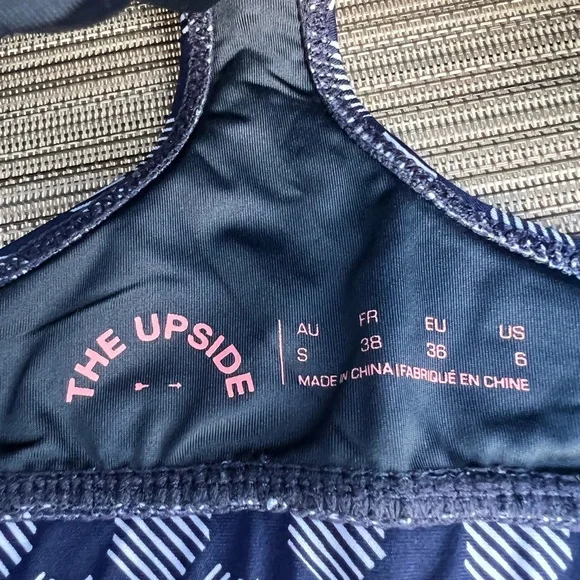 THE UPSIDE
AU FR EU US
S 38 36 6
MADE IN CHINA | FABRIQUÉ EN CHINE